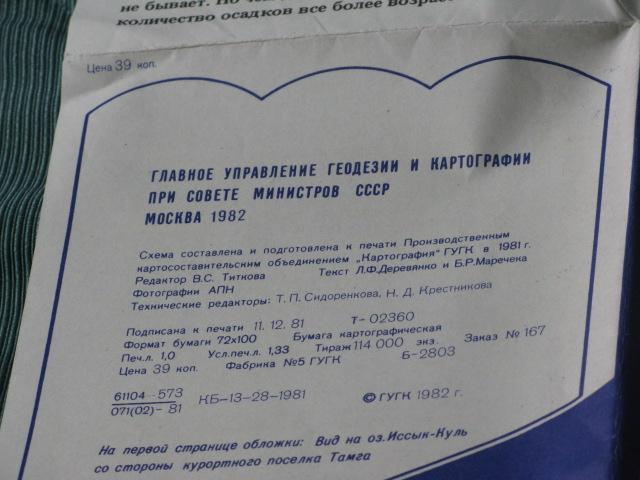 не бывает. Но
количество осадков все более возрас
Цена 39 коп.
ГЛАВНОЕ УПРАВЛЕНИЕ ГЕОДЕЗИИ И КАРТОГРАФИИ
ПРИ СОВЕТЕ МИНИСТРОВ СССР
МОСКВА 1982
Схема составлена и подготовлена к печати Производственным
картосоставительским объединением „Картография" ГУГК в 1981 г.
Редактор В.С. Титкова Текст Л.Ф.Деревянко и Б.Р.Маречека
Фотографии АПН
Технические редакторы: Т. П. Сидоренкова, Н. Д. Крестникова
Подписана к печати 11. 12. 81 Т- 02360
Формат бумаги 72х100 Бумага картографическая
Печ.л. 1,0 Усл.печ.л. 1,33 Тираж 114 000 экз. Заказ № 167
Цена 39 коп. Фабрика №5 ГУГК Б-2803
61104 - 573
071(02) - 81 КБ-13-28-1981 © ГУГК 1982 г.
На первой странице обложки: Вид на оз.Иссык-Куль
со стороны курортного поселка Тамга